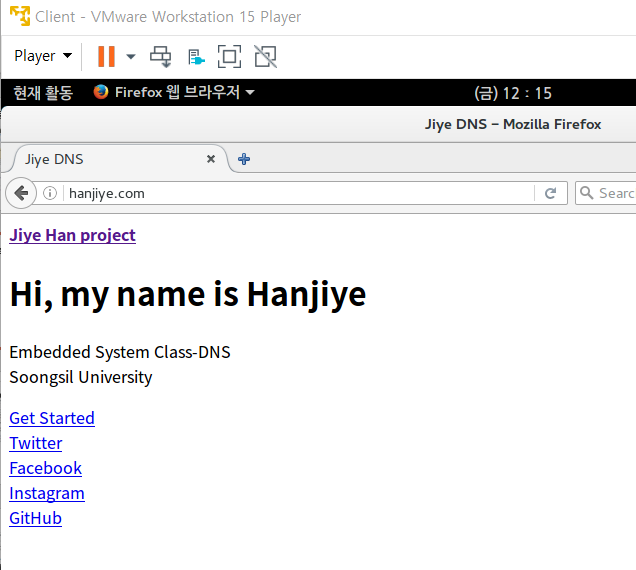 Client - VMware Workstation 15 Player
Player
현재 활동 Firefox 웹 브라우저 (금) 12 : 15
Jiye DNS - Mozilla Firefox
Jiye DNS
hanjiye.com Searc
Jiye Han project
Hi, my name is Hanjiye
Embedded System Class-DNS
Soongsil University
Get Started
Twitter
Facebook
Instagram
GitHub